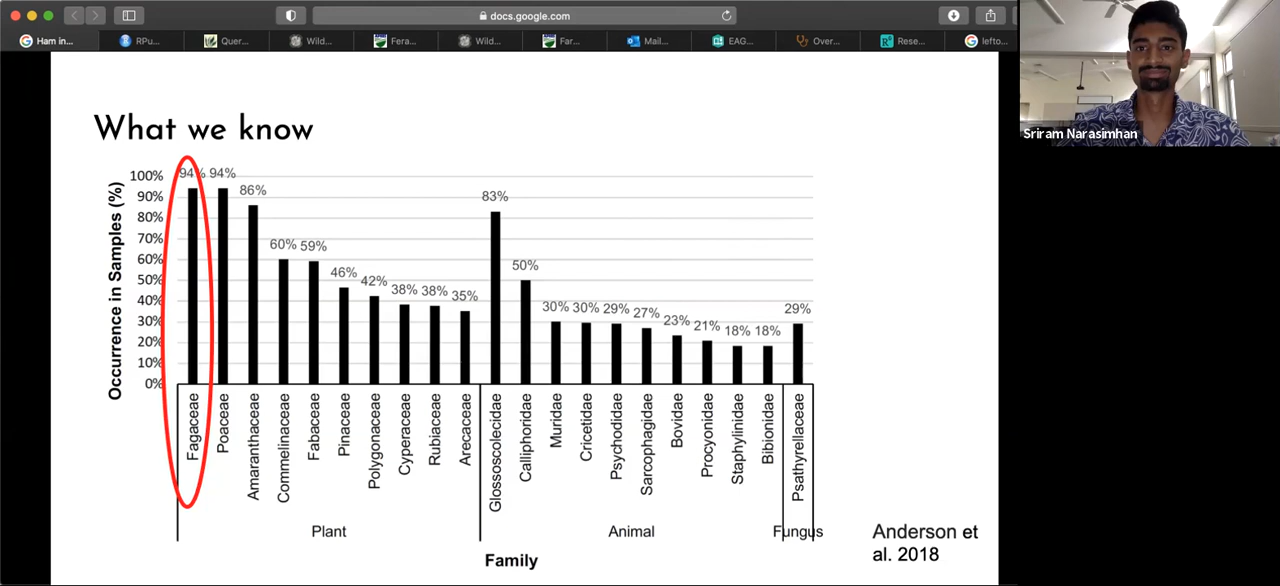 docs.google.com
Ham in...
RPu...
Quer...
Wild...
Fera...
Wild...
Far...
Mail...
EAG...
Over...
Rese...
lefto...
Sriram Narasimhan
What we know
Occurrence in Samples (%)
100%
90%
80%
70%
60%
50%
40%
30%
20%
10%
0%
94%
94%
86%
60%
59%
46%
42%
38%
38%
35%
83%
50%
30%
30%
29%
27%
23%
21%
18%
18%
29%
Fagaceae
Poaceae
Amaranthaceae
Commelinaceae
Fabaceae
Pinaceae
Polygonaceae
Cyperaceae
Rubiaceae
Arecaceae
Glossoscolecidae
Calliphoridae
Muridae
Cricetidae
Psychodidae
Sarcophagidae
Bovidae
Procyonidae
Staphylinidae
Bibionidae
Psathyrellaceae
Plant
Animal
Fungus
Family
Anderson et
al. 2018